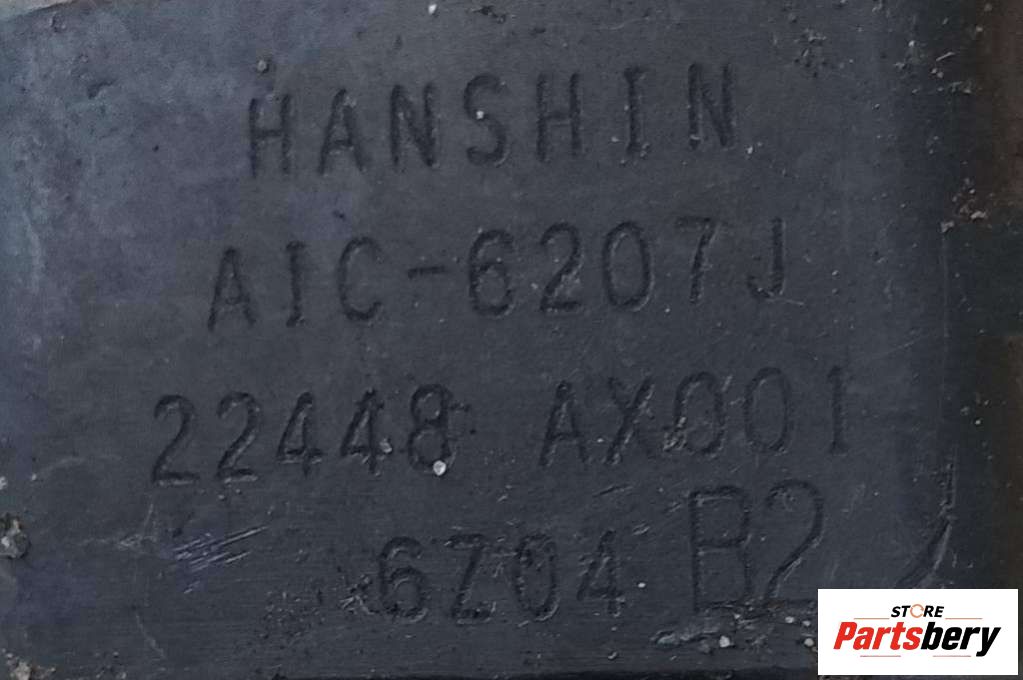 HANSHIN
AIC-6207J
22448 AX001
6Z04 B2
STORE
Partsbery